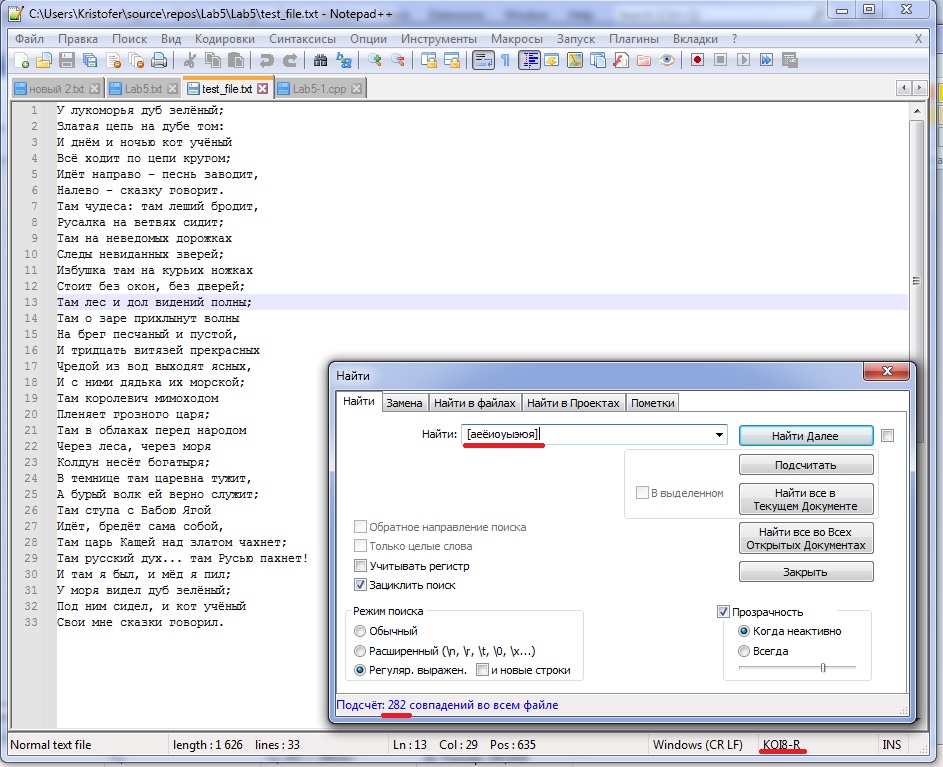 C:\Users\Kristofer\source\repos\Lab5\Lab5\test_file.txt - Notepad++
Файл Правка Поиск Вид Кодировки Синтаксисы Опции Инструменты Макросы Запуск Плагины Вкладки ? X
новый 2.txt Lab5.txt test_file.txt Lab5-1.cpp
1 У лукоморья дуб зелёный;
2 Златая цепь на дубе том:
3 И днём и ночью кот учёный
4 Всё ходит по цепи кругом;
5 Идёт направо - песнь заводит,
6 Налево - сказку говорит.
7 Там чудеса: там леший бродит,
8 Русалка на ветвях сидит;
9 Там на неведомых дорожках
10 Следы невиданных зверей;
11 Избушка там на курьих ножках
12 Стоит без окон, без дверей;
13 Там лес и дол видений полны;
14 Там о заре прихлынут волны
15 На брег песчаный и пустой,
16 И тридцать витязей прекрасных
17 Чредой из вод выходят ясных,
18 И с ними дядька их морской;
19 Там королевич мимоходом
20 Пленяет грозного царя;
21 Там в облаках перед народом
22 Через леса, через моря
23 Колдун несёт богатыря;
24 В темнице там царевна тужит,
25 А бурый волк ей верно служит;
26 Там ступа с Бабою Ягой
27 Идёт, бредёт сама собой,
28 Там царь Кащей над златом чахнет;
29 Там русский дух... там Русью пахнет!
30 И там я был, и мёд я пил;
31 У моря видел дуб зелёный;
32 Под ним сидел, и кот учёный
33 Свои мне сказки говорил.
Найти
Найти Замена Найти в файлах Найти в Проектах Пометки
Найти: [аеёиоуыэюя] Найти Далее
Подсчитать
В выделенном
Найти все в
Текущем Документе
Найти все во Всех
Открытых Документах
Закрыть
Обратное направление поиска
Только целые слова
Учитывать регистр
Зациклить поиск
Режим поиска
Обычный
Расширенный (\n, \r, \t, \0, \x...)
Регуляр. выражен. и новые строки
Прозрачность
Когда неактивно
Всегда
Подсчёт: 282 совпадений во всем файле
Normal text file length : 1 626 lines : 33 Ln : 13 Col : 29 Pos : 635 Windows (CR LF) KOI8-R INS